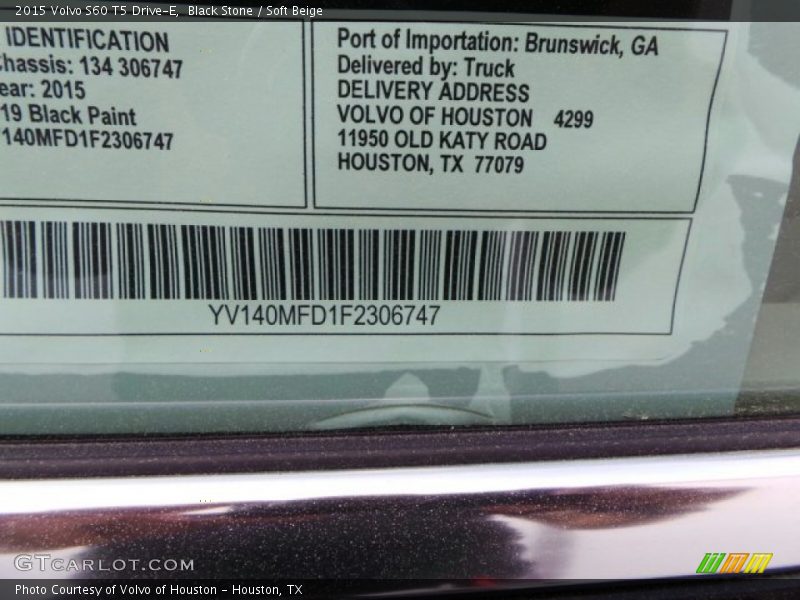 2015 Volvo S60 T5 Drive-E, Black Stone / Soft Beige
IDENTIFICATION
Chassis: 134 306747
ear: 2015
19 Black Paint
140MFD1F2306747
Port of Importation: Brunswick, GA
Delivered by: Truck
DELIVERY ADDRESS
VOLVO OF HOUSTON 4299
11950 OLD KATY ROAD
HOUSTON, TX 77079
YV140MFD1F2306747
GTCARLOT.COM
Photo Courtesy of Volvo of Houston - Houston, TX